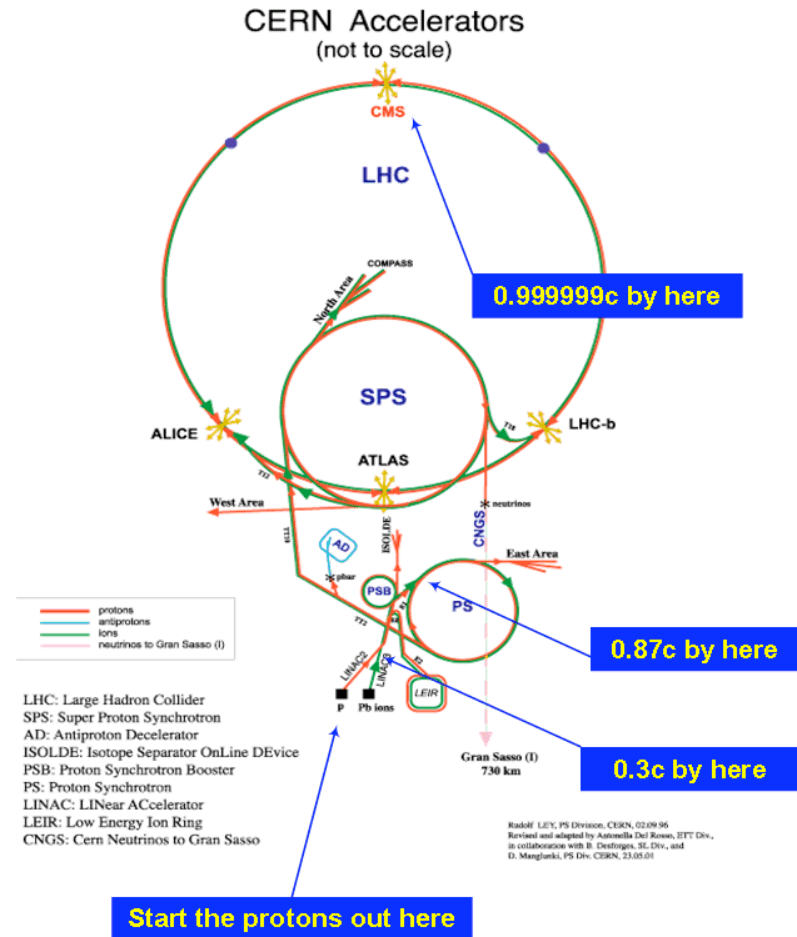 CERN Accelerators
(not to scale)
CMS
LHC
COMPASS
North Area
0.999999c by here
SPS
TI8
ALICE
LHC-b
ATLAS
TI2
West Area
neutrinos
CNGS
ISOLDE
TT10
AD
East Area
pbar
PSB
PS
TT2
E2
protons
antiprotons
ions
neutrinos to Gran Sasso (I)
0.87c by here
LINAC2
LINAC3
LEIR
P
Pb ions
LHC: Large Hadron Collider
SPS: Super Proton Synchrotron
AD: Antiproton Decelerator
ISOLDE: Isotope Separator OnLine DEvice
PSB: Proton Synchrotron Booster
PS: Proton Synchrotron
LINAC: LINear ACcelerator
LEIR: Low Energy Ion Ring
CNGS: Cern Neutrinos to Gran Sasso
Gran Sasso (I)
730 km
0.3c by here
Rudolf LEY, PS Division, CERN, 02.09.96
Revised and adapted by Antonella Del Rosso, ETT Div.,
in collaboration with B. Desforges, SL Div., and
D. Manglunki, PS Div. CERN, 23.05.01
Start the protons out here